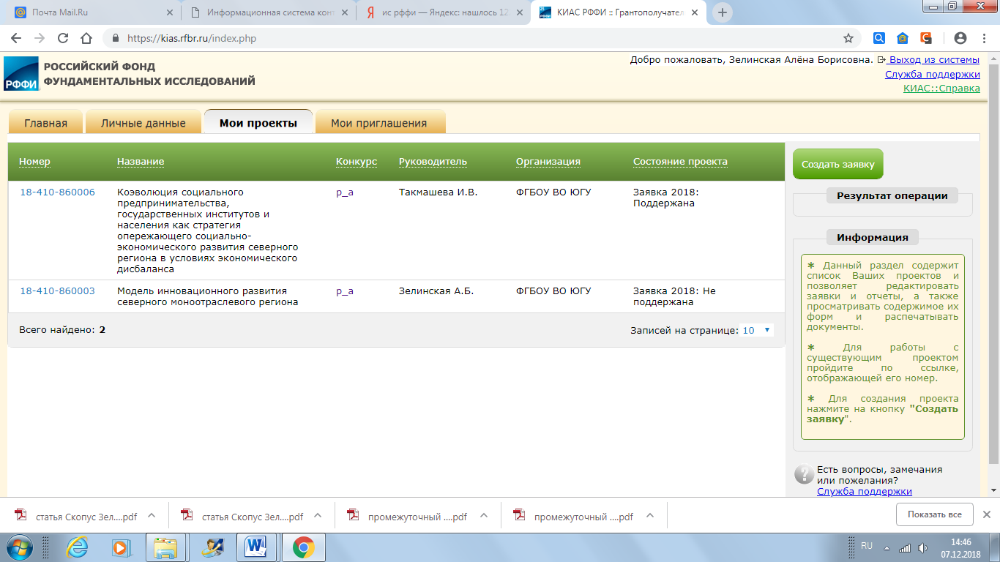 Почта Mail.Ru
Информационная система конт
ис рффи — Яндекс: нашлось 12
КИАС РФФИ :: Грантополучател
https://kias.rfbr.ru/index.php
РФФИ
РОССИЙСКИЙ ФОНД
ФУНДАМЕНТАЛЬНЫХ ИССЛЕДОВАНИЙ
Добро пожаловать, Зелинская Алёна Борисовна. Выход из системы
Служба поддержки
КИАС::Справка
Главная
Личные данные
Мои проекты
Мои приглашения
Номер Название Конкурс Руководитель Организация Состояние проекта
18-410-860006
Коэволюция социального
предпринимательства,
государственных институтов и
населения как стратегия
опережающего социально-
экономического развития северного
региона в условиях экономического
дисбаланса
р_а
Такмашева И.В.
ФГБОУ ВО ЮГУ
Заявка 2018:
Поддержана
18-410-860003
Модель инновационного развития
северного моноотраслевого региона
р_а
Зелинская А.Б.
ФГБОУ ВО ЮГУ
Заявка 2018: Не
поддержана
Всего найдено: 2
Записей на странице: 10
Создать заявку
Результат операции
Информация
∗ Данный раздел содержит
список Ваших проектов и
позволяет редактировать
заявки и отчеты, а также
просматривать содержимое их
форм и распечатывать
документы.
∗ Для работы с
существующим проектом
пройдите по ссылке,
отображающей его номер.
∗ Для создания проекта
нажмите на кнопку "Создать
заявку".
Есть вопросы, замечания
или пожелания?
Служба поддержки
статья Скопус Зел....pdf
статья Скопус Зел....pdf
промежуточный ....pdf
промежуточный ....pdf
Показать все
RU
14:46
07.12.2018